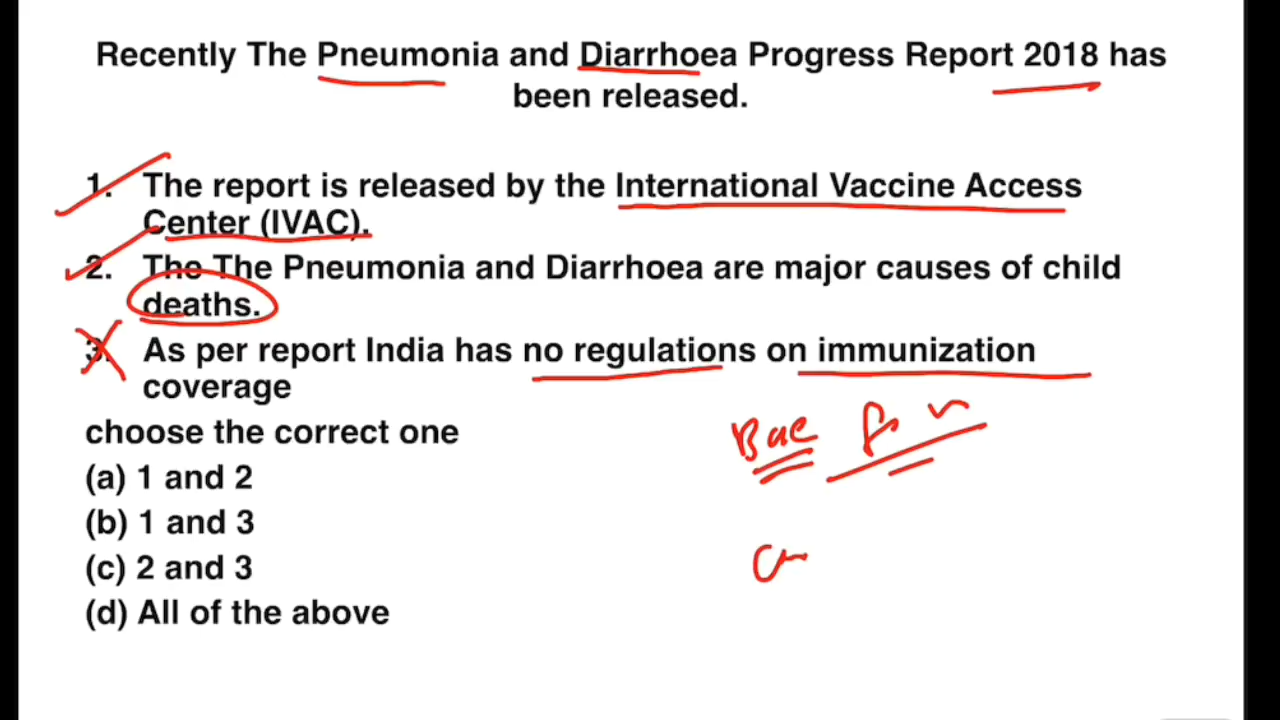 Recently The Pneumonia and Diarrhoea Progress Report 2018 has
been released.
1. The report is released by the International Vaccine Access
Center (IVAC).
2. The The Pneumonia and Diarrhoea are major causes of child
deaths.
3. As per report India has no regulations on immunization
coverage
choose the correct one
(a) 1 and 2
(b) 1 and 3
(c) 2 and 3
(d) All of the above